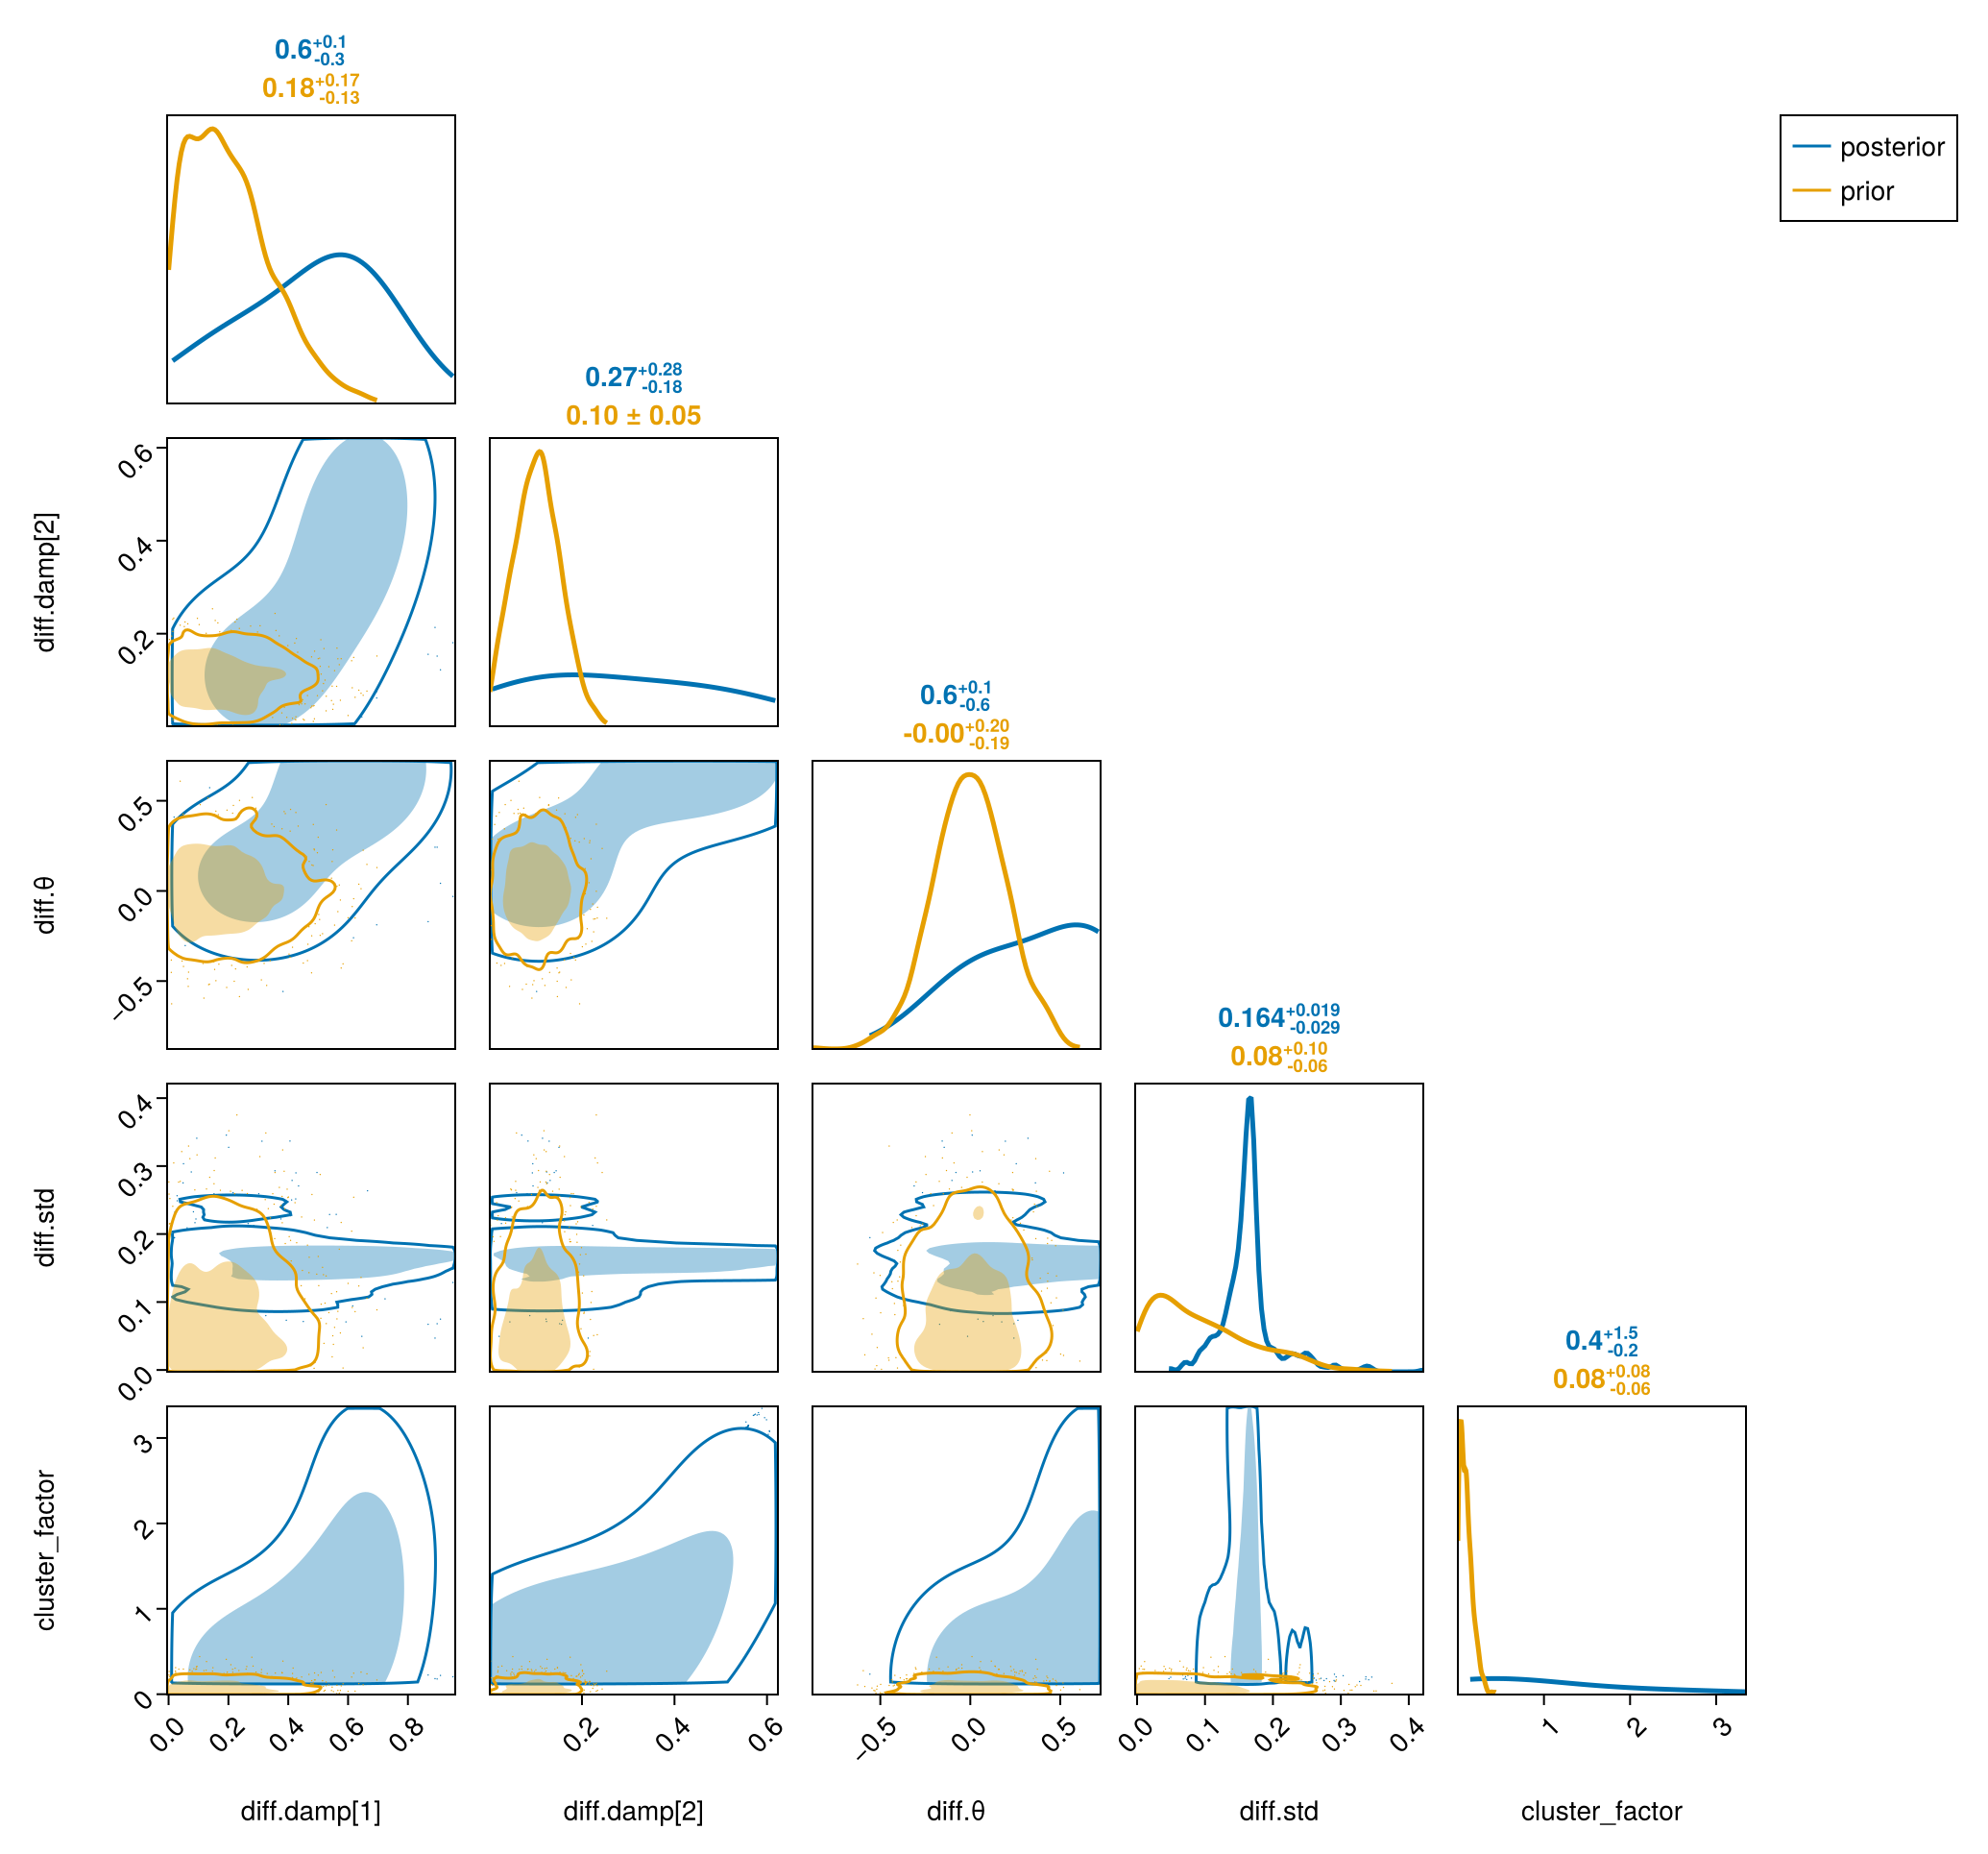 0.6+0.1-0.3
0.18+0.17-0.13
posterior
prior
0.27+0.28-0.18
0.10 ± 0.05
0.6
0.4
0.2
diff.damp[2]
0.6+0.1-0.6
-0.00+0.20-0.19
0.5
0.0
−0.5
diff.θ
0.164+0.019-0.029
0.08+0.10-0.06
0.4
0.3
0.2
0.1
0.0
diff.std
0.4+1.5-0.2
0.08+0.08-0.06
3
2
1
0
cluster_factor
0.0 0.2 0.4 0.6 0.8 0.2 0.4 0.6 −0.5 0.0 0.5 0.0 0.1 0.2 0.3 0.4 1 2 3
diff.damp[1] diff.damp[2] diff.θ diff.std cluster_factor